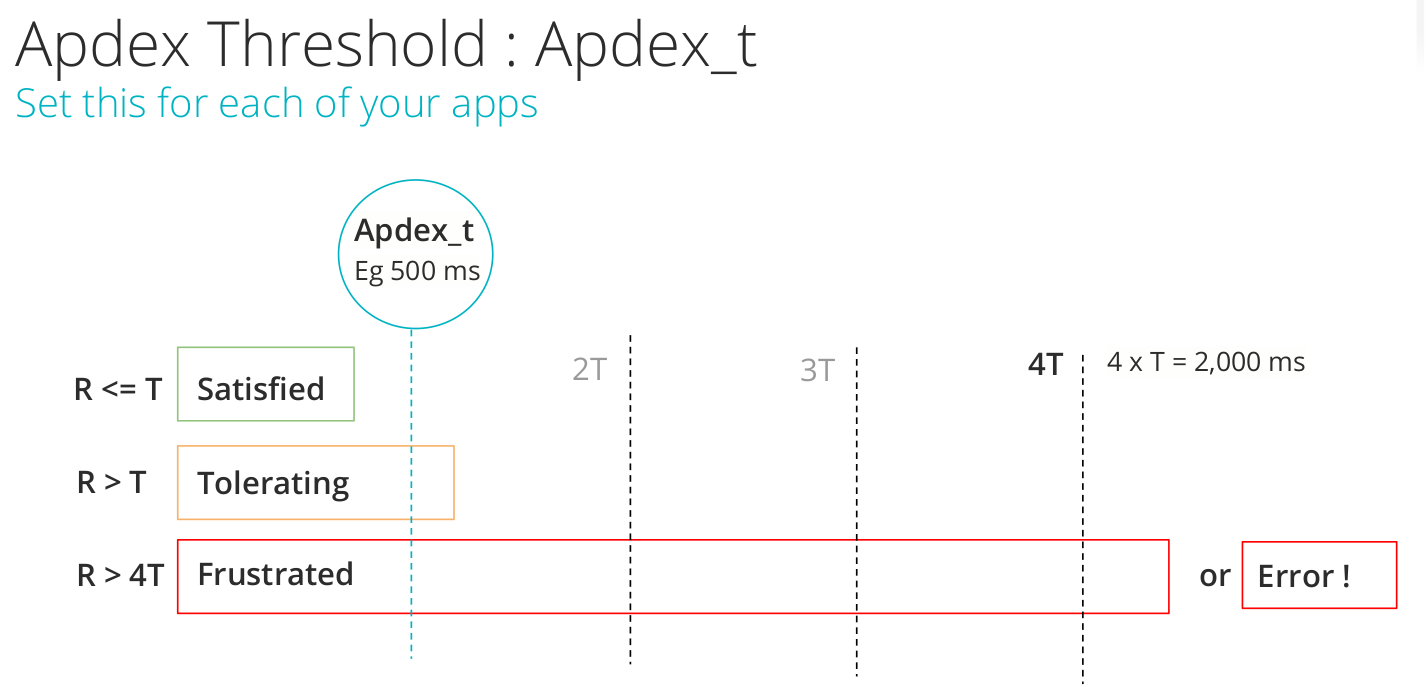 Apdex Threshold : Apdex_t
Set this for each of your apps
Apdex_t
Eg 500 ms
2T
3T
4T
4 x T = 2,000 ms
R <= T
Satisfied
R > T
Tolerating
R > 4T
Frustrated
or
Error !